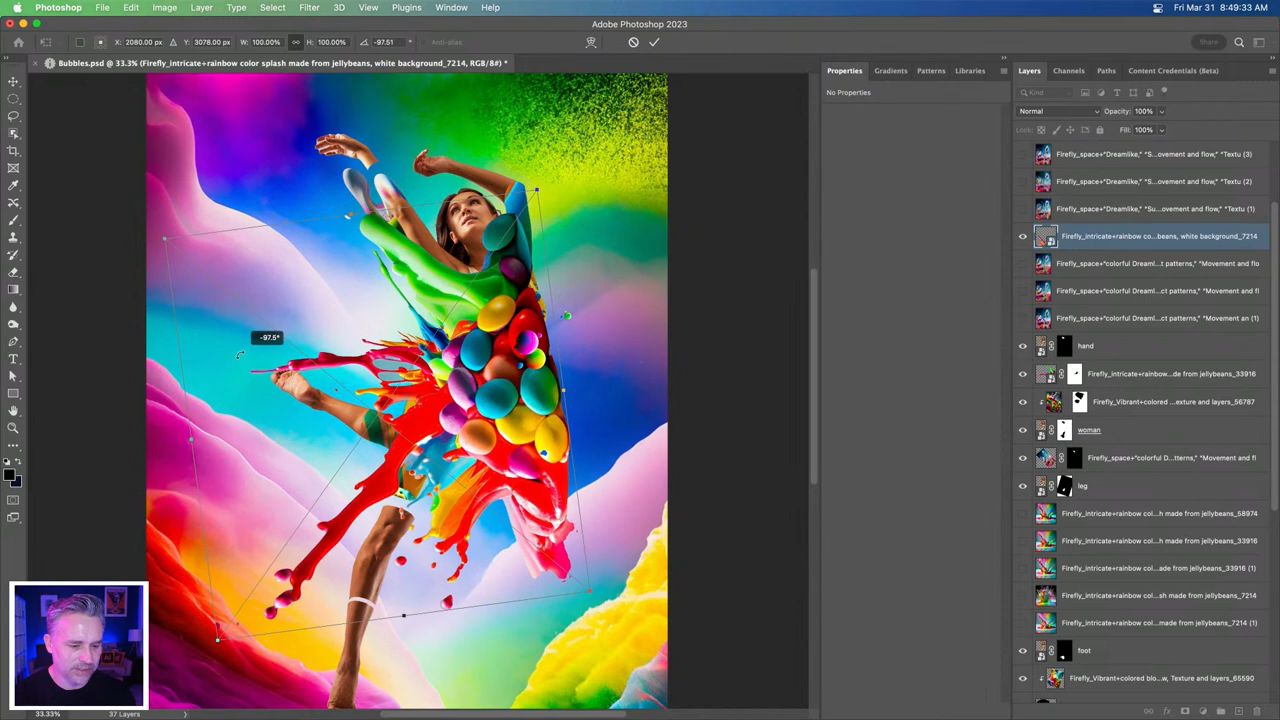 Photoshop File Edit Image Layer Type Select Filter 3D View Plugins Window Help Fri Mar 31 8:49:33 AM
Adobe Photoshop 2023
X: 2080.00 px Y: 3078.00 px W: 100.00% H: 100.00% -97.51 ° Anti-alias Share
× Bubbles.psd @ 33.3% (Firefly_intricate+rainbow color splash made from jellybeans, white background_7214, RGB/8#) *
Properties Gradients Patterns Libraries
No Properties
Layers Channels Paths Content Credentials (Beta)
Kind
Normal Opacity: 100%
Lock: Fill: 100%
Firefly_space+"Dreamlike," "S...ovement and flow," "Textu (3)
Firefly_space+"Dreamlike," "S...ovement and flow," "Textu (2)
Firefly_space+"Dreamlike," "Su...ovement and flow," "Textu (1)
Firefly_intricate+rainbow co...beans, white background_7214
Firefly_space+"colorful Dreaml...ct patterns," "Movement and flo
Firefly_space+"colorful Dreaml...ct patterns," "Movement and flo
Firefly_space+"colorful Dreaml...ct patterns," "Movement an (1)
hand
Firefly_intricate+rainbow...de from jellybeans_33916
Firefly_Vibrant+colored ...exture and layers_56787
woman
Firefly_space+"colorful D...tterns," "Movement and fl
leg
Firefly_intricate+rainbow col...h made from jellybeans_58974
Firefly_intricate+rainbow col...h made from jellybeans_33916
Firefly_intricate+rainbow col...ade from jellybeans_33916 (1)
Firefly_intricate+rainbow col...sh made from jellybeans_7214
Firefly_intricate+rainbow col...made from jellybeans_7214 (1)
foot
Firefly_Vibrant+colored blo...w, Texture and layers_65590
-97.5°
33.33% 37 Layers